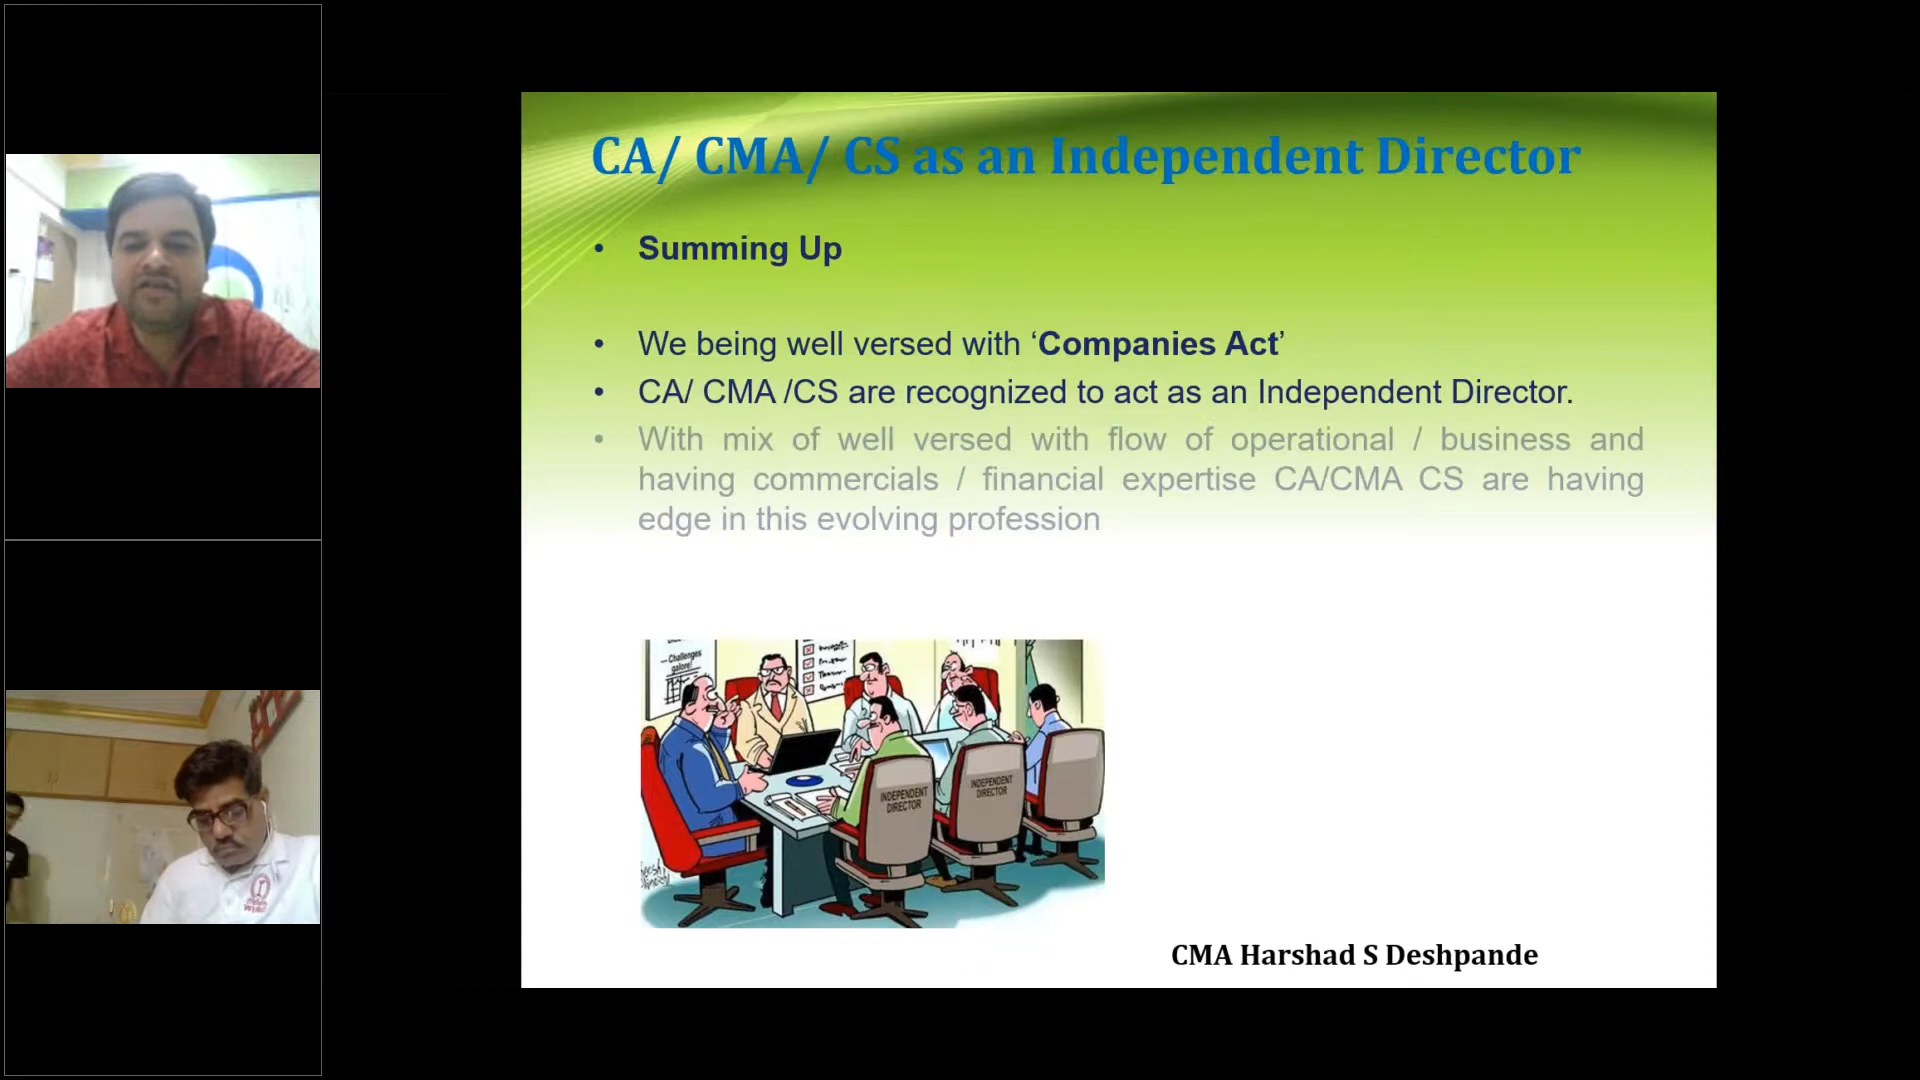 CA/ CMA/ CS as an Independent Director
• Summing Up
• We being well versed with ‘Companies Act’
• CA/ CMA /CS are recognized to act as an Independent Director.
• With mix of well versed with flow of operational / business and
having commercials / financial expertise CA/CMA CS are having
edge in this evolving profession
Challenges
galore!
INDEPENDENT
DIRECTOR
INDEPENDENT
DIRECTOR
CMA Harshad S Deshpande